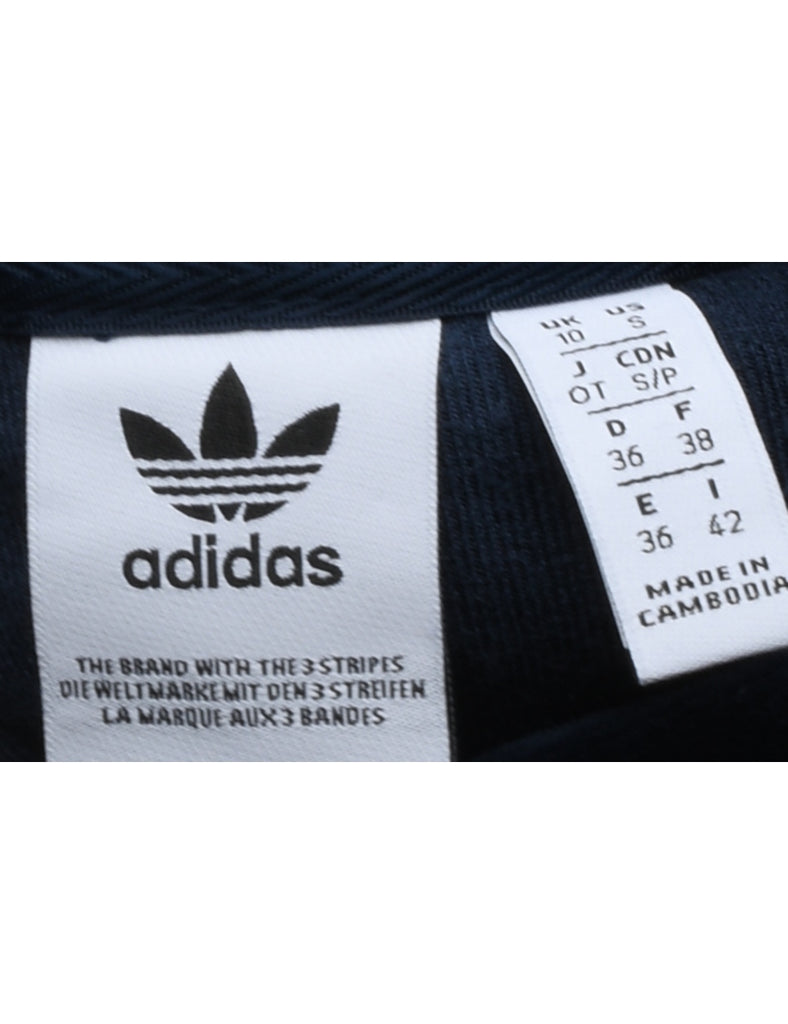 adidas
THE BRAND WITH THE 3 STRIPES
DIE WELTMARKE MIT DEN 3 STREIFEN
LA MARQUE AUX 3 BANDES
UK US
10 S
J CDN
OT S/P
D F
36 38
E I
36 42
MADE IN
CAMBODIA